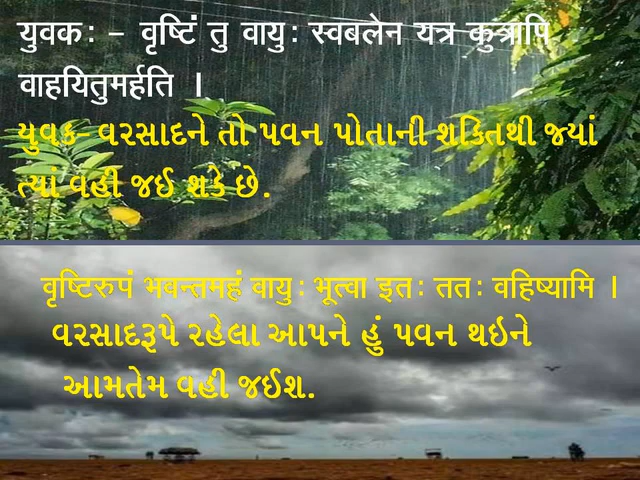 युवक: - वृष्टिं तु वायु: स्वबलेन यत्र कुत्रापि
वाहयितुमर्हति ।
યુવક- વરસાદને તો પવન પોતાની શક્તિથી જ્યાં
ત્યાં વહી જઈ શકે છે.
वृष्टिरुपं भवन्तमहं वायु: भूत्वा इत: तत: वहिष्यामि ।
વરસાદરૂપે રહેલા આપને હું પવન થઇને
આમતેમ વહી જઈશ.